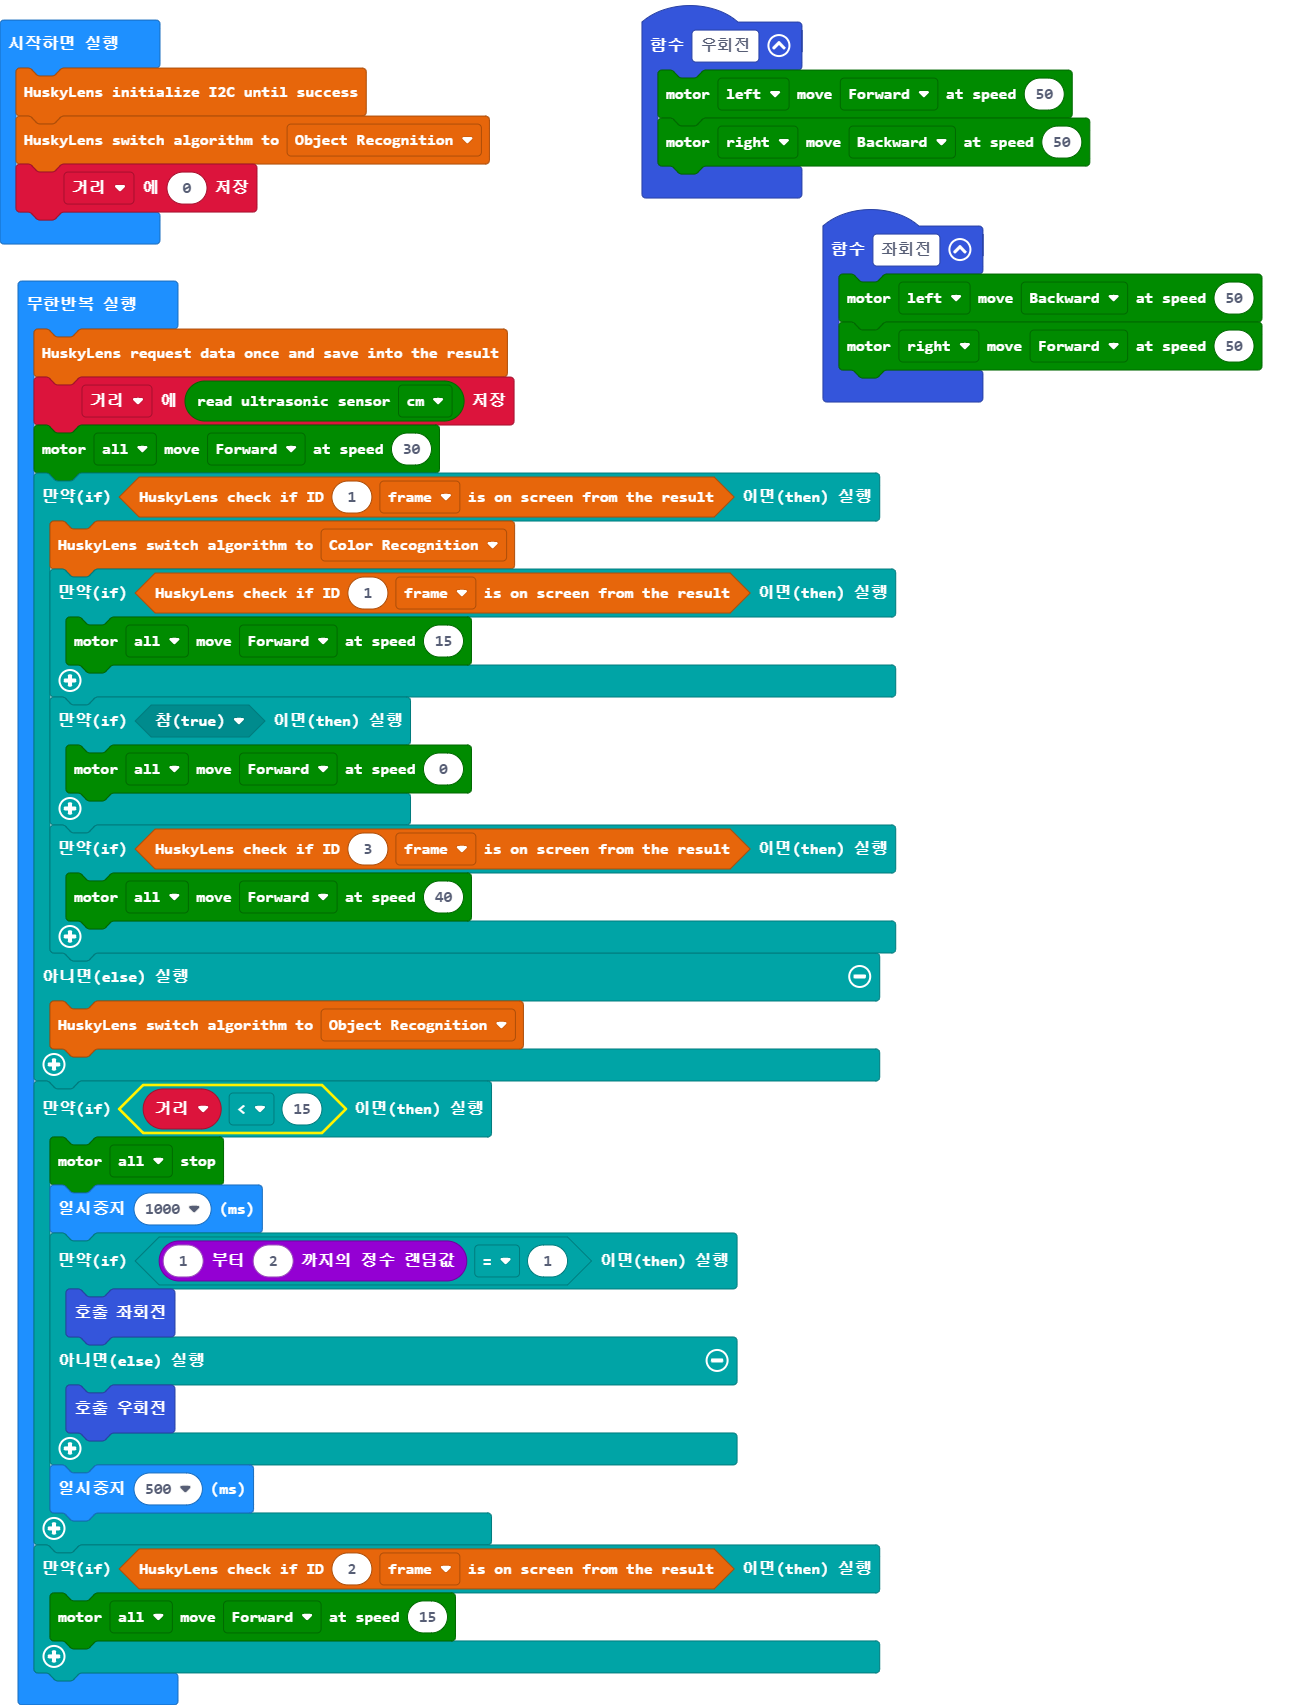 시작하면 실행
HuskyLens initialize I2C until success
HuskyLens switch algorithm to Object Recognition
거리 에 0 저장
함수 우회전
motor left move Forward at speed 50
motor right move Backward at speed 50
함수 좌회전
motor left move Backward at speed 50
motor right move Forward at speed 50
무한반복 실행
HuskyLens request data once and save into the result
거리 에 read ultrasonic sensor cm 저장
motor all move Forward at speed 30
만약(if) HuskyLens check if ID 1 frame is on screen from the result 이면(then) 실행
HuskyLens switch algorithm to Color Recognition
만약(if) HuskyLens check if ID 1 frame is on screen from the result 이면(then) 실행
motor all move Forward at speed 15
만약(if) 참(true) 이면(then) 실행
motor all move Forward at speed 0
만약(if) HuskyLens check if ID 3 frame is on screen from the result 이면(then) 실행
motor all move Forward at speed 40
아니면(else) 실행
HuskyLens switch algorithm to Object Recognition
만약(if) 거리 < 15 이면(then) 실행
motor all stop
일시중지 1000 (ms)
만약(if) 1 부터 2 까지의 정수 랜덤값 = 1 이면(then) 실행
호출 좌회전
아니면(else) 실행
호출 우회전
일시중지 500 (ms)
만약(if) HuskyLens check if ID 2 frame is on screen from the result 이면(then) 실행
motor all move Forward at speed 15